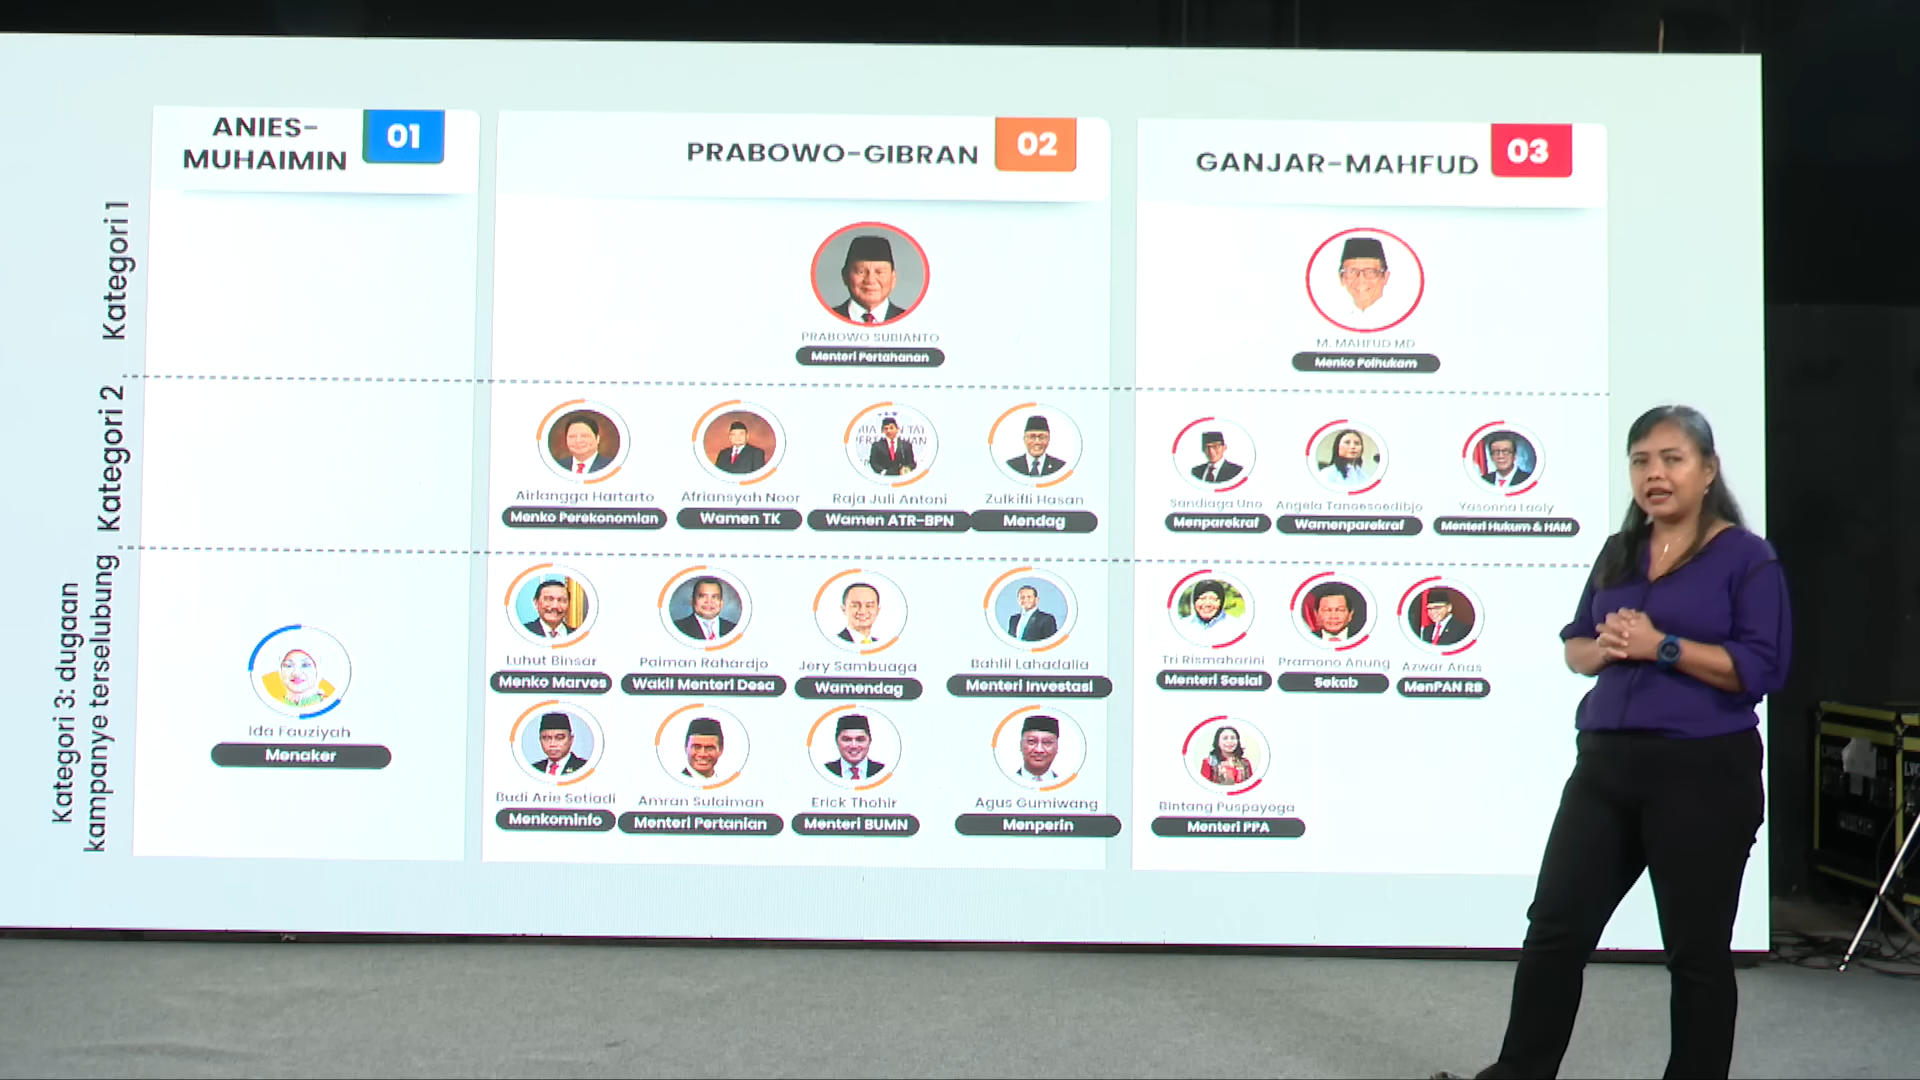 ANIES-
MUHAIMIN
01
PRABOWO-GIBRAN
02
GANJAR-MAHFUD
03
Kategori 1
PRABOWO SUBIANTO
Menteri Pertahanan
M. MAHFUD MD
Menko Polhukam
Kategori 2
Airlangga Hartarto
Menko Perekonomian
Afriansyah Noor
Wamen TK
Raja Juli Antoni
Wamen ATR-BPN
Zulkifli Hasan
Mendag
Sandiaga Uno
Menparekraf
Angela Tanoesoedibjo
Wamenparekraf
Yasonna Laoly
Menteri Hukum & HAM
Kategori 3: dugaan
kampanye terselubung
Ida Fauziyah
Menaker
Luhut Binsar
Menko Marves
Paiman Rahardjo
Wakil Menteri Desa
Jery Sambuaga
Wamendag
Bahlil Lahadalia
Menteri Investasi
Tri Rismaharini
Menteri Sosial
Pramono Anung
Sekab
Azwar Anas
MenPAN RB
Budi Arie Setiadi
Menkominfo
Amran Sulaiman
Menteri Pertanian
Erick Thohir
Menteri BUMN
Agus Gumiwang
Menperin
Bintang Puspayoga
Menteri PPA